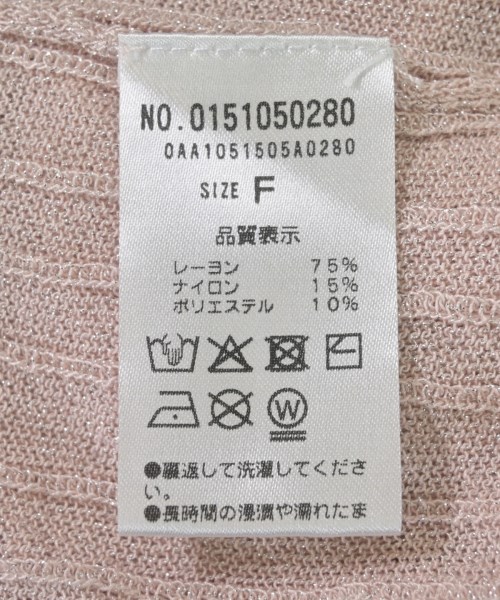 NO.0151050280
0AA1051505A0280
SIZE F
品質表示
レーヨン 75%
ナイロン 15%
ポリエステル 10%
W
●裏返して洗濯してくださ
い。
●長時間の浸漬や濡れたま